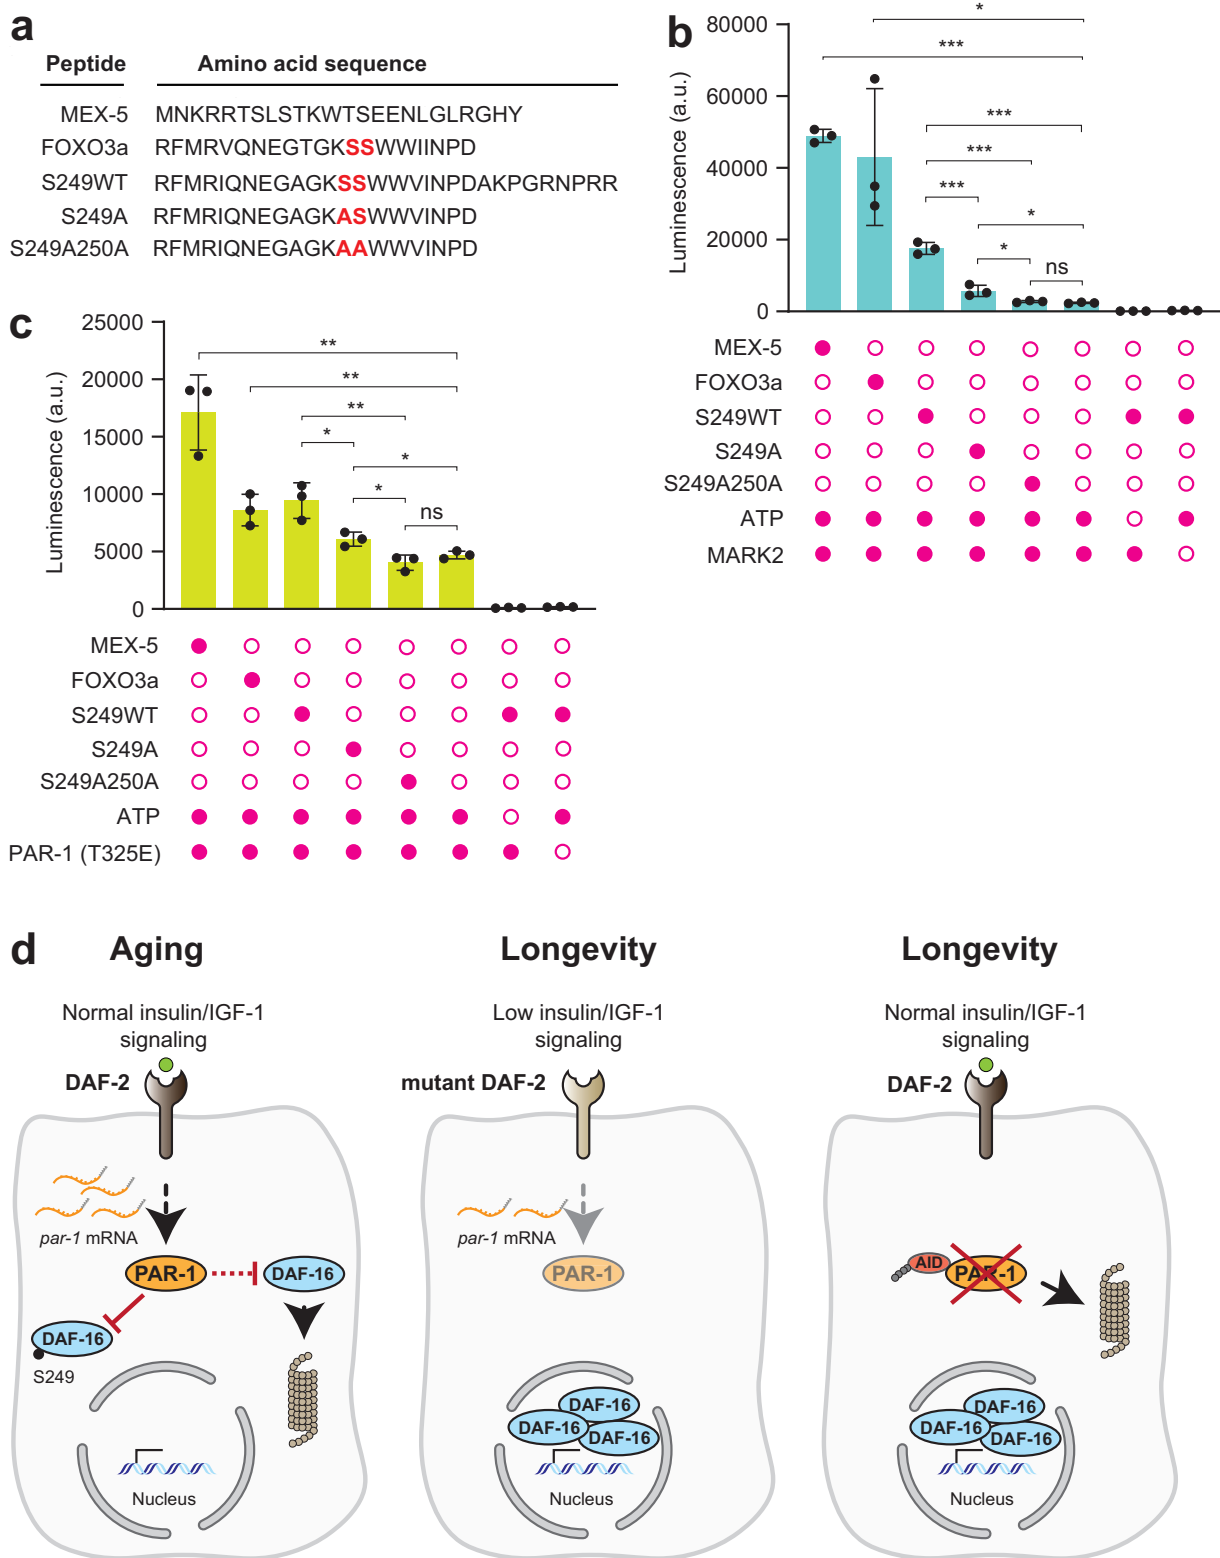 a
Peptide Amino acid sequence
MEX-5 MNKRRTSLSTKWTSEENLGLRGHY
FOXO3a RFMRVQNEGTGKSSWWIINPD
S249WT RFMRIQNEGAGKSSWWVINPDAKPGRNPRR
S249A RFMRIQNEGAGKASWWVINPD
S249A250A RFMRIQNEGAGKAAWWVINPD
b
Luminescence (a.u.)
80000
60000
40000
20000
0
*
***
***
***
***
*
*
ns
MEX-5
FOXO3a
S249WT
S249A
S249A250A
ATP
MARK2
c
Luminescence (a.u.)
25000
20000
15000
10000
5000
0
**
**
**
*
*
*
ns
MEX-5
FOXO3a
S249WT
S249A
S249A250A
ATP
PAR-1 (T325E)
d
Aging
Normal insulin/IGF-1
signaling
DAF-2
par-1 mRNA
PAR-1
DAF-16
DAF-16
S249
Nucleus
Longevity
Low insulin/IGF-1
signaling
mutant DAF-2
par-1 mRNA
PAR-1
DAF-16
DAF-16
DAF-16
Nucleus
Longevity
Normal insulin/IGF-1
signaling
DAF-2
AID
PAR-1
DAF-16
DAF-16
DAF-16
Nucleus